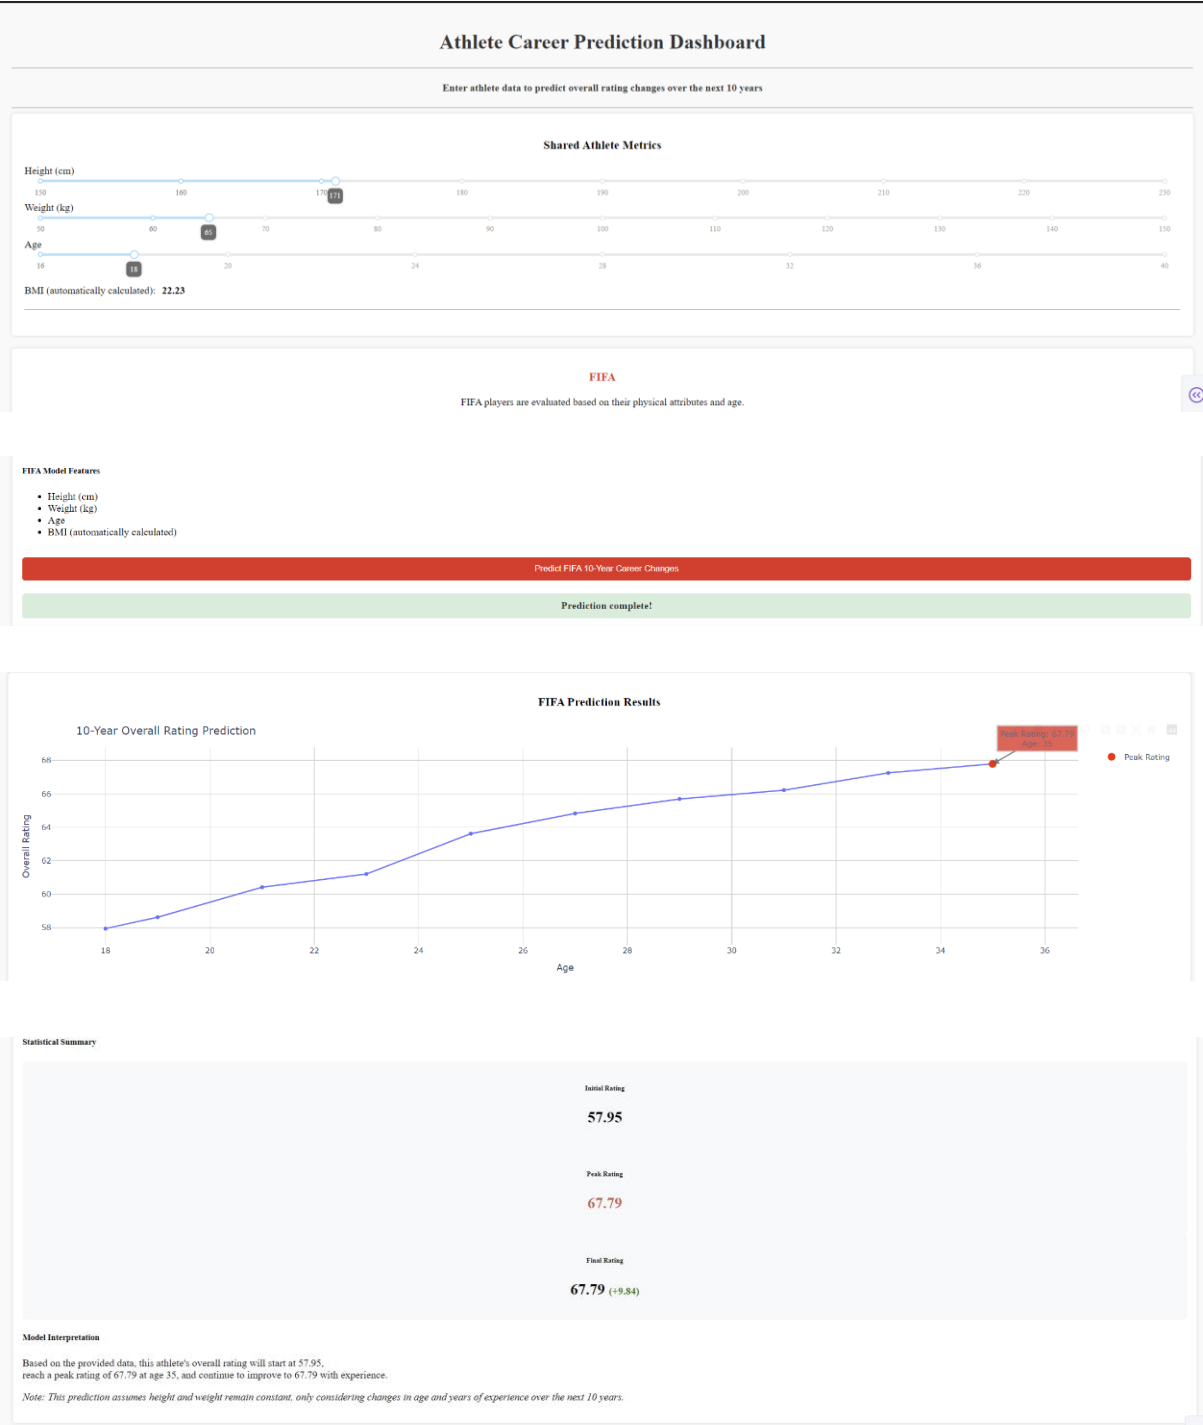 Athlete Career Prediction Dashboard
Enter athlete data to predict overall rating changes over the next 10 years
Shared Athlete Metrics
Height (cm)
150 160 170 171 180 190 200 210 220 230
Weight (kg)
50 60 65 70 80 90 100 110 120 130 140 150
Age
16 18 20 24 28 32 36 40
BMI (automatically calculated): 22.23
FIFA
FIFA players are evaluated based on their physical attributes and age.
FIFA Model Features
• Height (cm)
• Weight (kg)
• Age
• BMI (automatically calculated)
Predict FIFA 10-Year Career Changes
Prediction complete!
FIFA Prediction Results
10-Year Overall Rating Prediction
Peak Rating: 67.79
Age: 35
Peak Rating
Overall Rating
68
66
64
62
60
58
18 20 22 24 26 28 30 32 34 36
Age
Statistical Summary
Initial Rating
57.95
Peak Rating
67.79
Final Rating
67.79 (+9.84)
Model Interpretation
Based on the provided data, this athlete's overall rating will start at 57.95,
reach a peak rating of 67.79 at age 35, and continue to improve to 67.79 with experience.
Note: This prediction assumes height and weight remain constant, only considering changes in age and years of experience over the next 10 years.